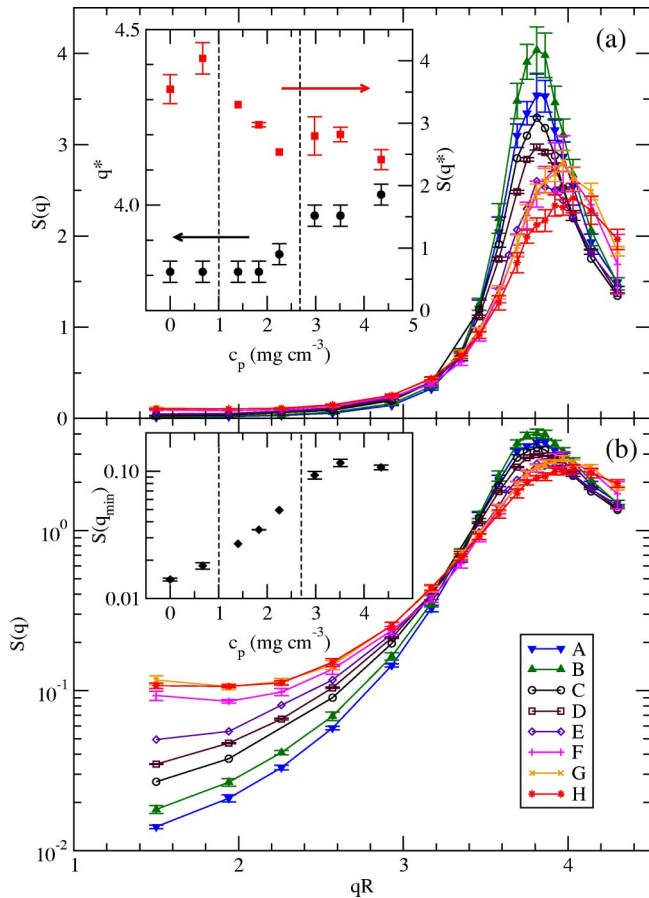 (a)
S(q)
4
3
2
1
0
4.5
4.0
q*
4
3
2
1
0
S(q*)
0 1 2 3 4 5
c_p (mg cm^-3)
(b)
S(q)
10^0
10^-1
10^-2
S(q_min)
0.10
0.01
0 1 2 3 4
c_p (mg cm^-3)
A
B
C
D
E
F
G
H
1 2 3 4
qR